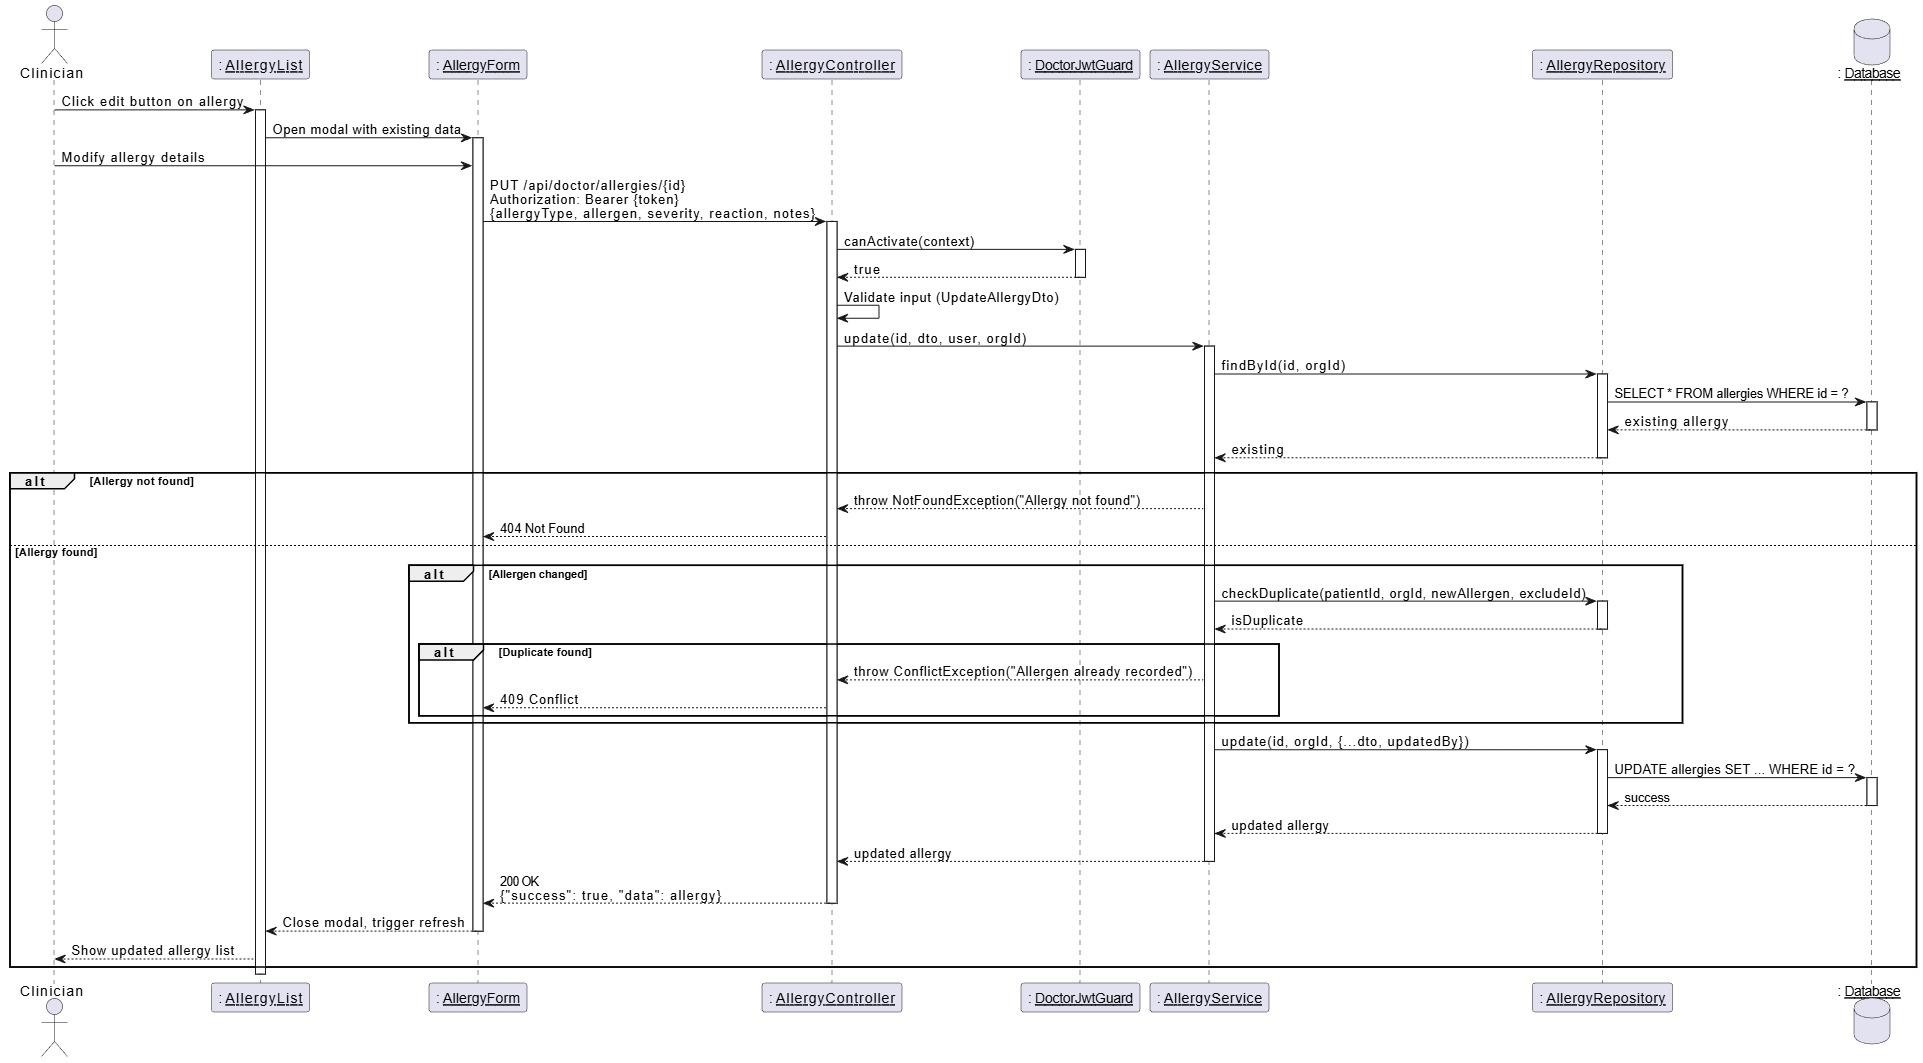 Clinician
: AllergyList
: AllergyForm
: AllergyController
: DoctorJwtGuard
: AllergyService
: AllergyRepository
: Database
Click edit button on allergy
Open modal with existing data
Modify allergy details
PUT /api/doctor/allergies/{id}
Authorization: Bearer {token}
{allergyType, allergen, severity, reaction, notes}
canActivate(context)
true
Validate input (UpdateAllergyDto)
update(id, dto, user, orgId)
findById(id, orgId)
SELECT * FROM allergies WHERE id = ?
existing allergy
existing
alt [Allergy not found]
throw NotFoundException("Allergy not found")
404 Not Found
[Allergy found]
alt [Allergen changed]
checkDuplicate(patientId, orgId, newAllergen, excludeId)
isDuplicate
alt [Duplicate found]
throw ConflictException("Allergen already recorded")
409 Conflict
update(id, orgId, {...dto, updatedBy})
UPDATE allergies SET ... WHERE id = ?
success
updated allergy
updated allergy
200 OK
{"success": true, "data": allergy}
Close modal, trigger refresh
Show updated allergy list
Clinician
: AllergyList
: AllergyForm
: AllergyController
: DoctorJwtGuard
: AllergyService
: AllergyRepository
: Database